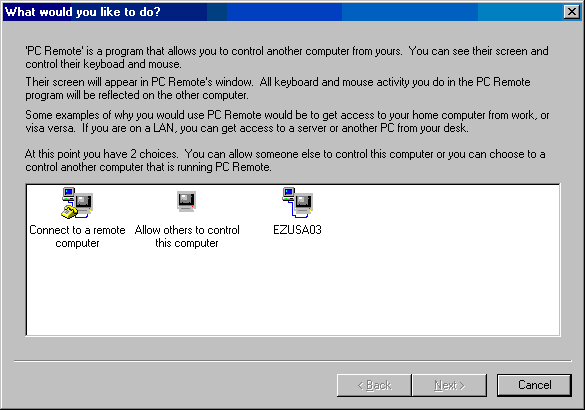 What would you like to do?
'PC Remote' is a program that allows you to control another computer from yours. You can see their screen and
control their keyboad and mouse.
Their screen will appear in PC Remote's window. All keyboard and mouse activity you do in the PC Remote
program will be reflected on the other computer.
Some examples of why you would use PC Remote would be to get access to your home computer from work, or
visa versa. If you are on a LAN, you can get access to a server or another PC from your desk.
At this point you have 2 choices. You can allow someone else to control this computer or you can choose to a
control another computer that is running PC Remote.
Connect to a remote
computer
Allow others to control
this computer
EZUSA03
< Back
Next >
Cancel